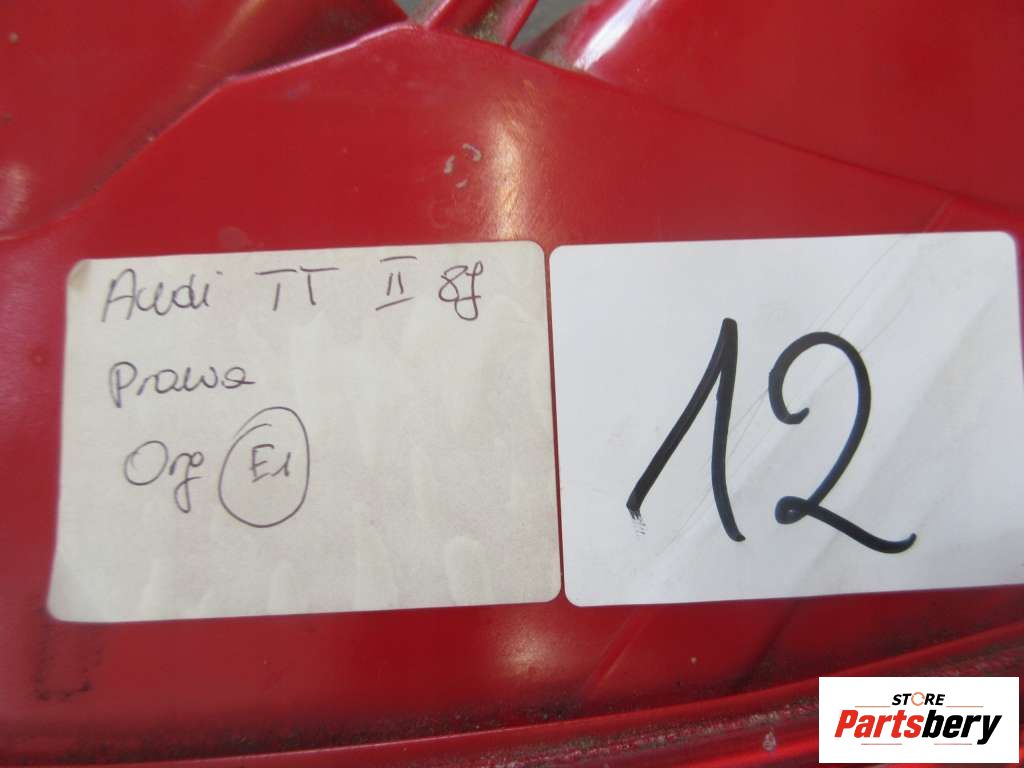 Audi TT II 8J
Prawa
Org E1
12
STORE
Partsbery